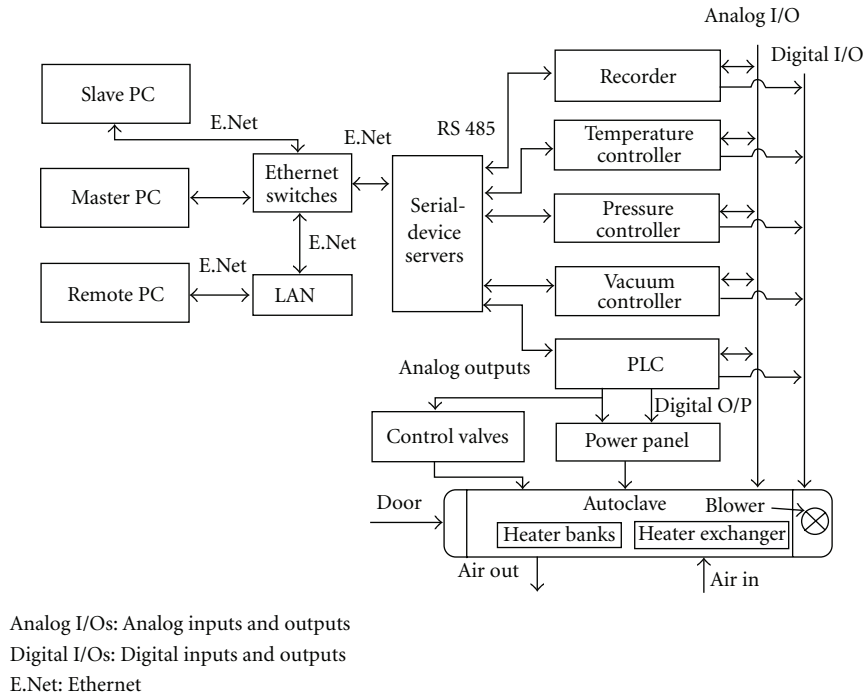 Analog I/O
Digital I/O
Slave PC
E.Net
E.Net
RS 485
Recorder
Temperature
controller
Master PC
Ethernet
switches
Serial-
device
servers
Pressure
controller
E.Net
E.Net
Remote PC
LAN
Vacuum
controller
Analog outputs
PLC
Digital O/P
Control valves
Power panel
Door
Autoclave
Blower
Heater banks
Heater exchanger
Air out
Air in
Analog I/Os: Analog inputs and outputs
Digital I/Os: Digital inputs and outputs
E.Net: Ethernet